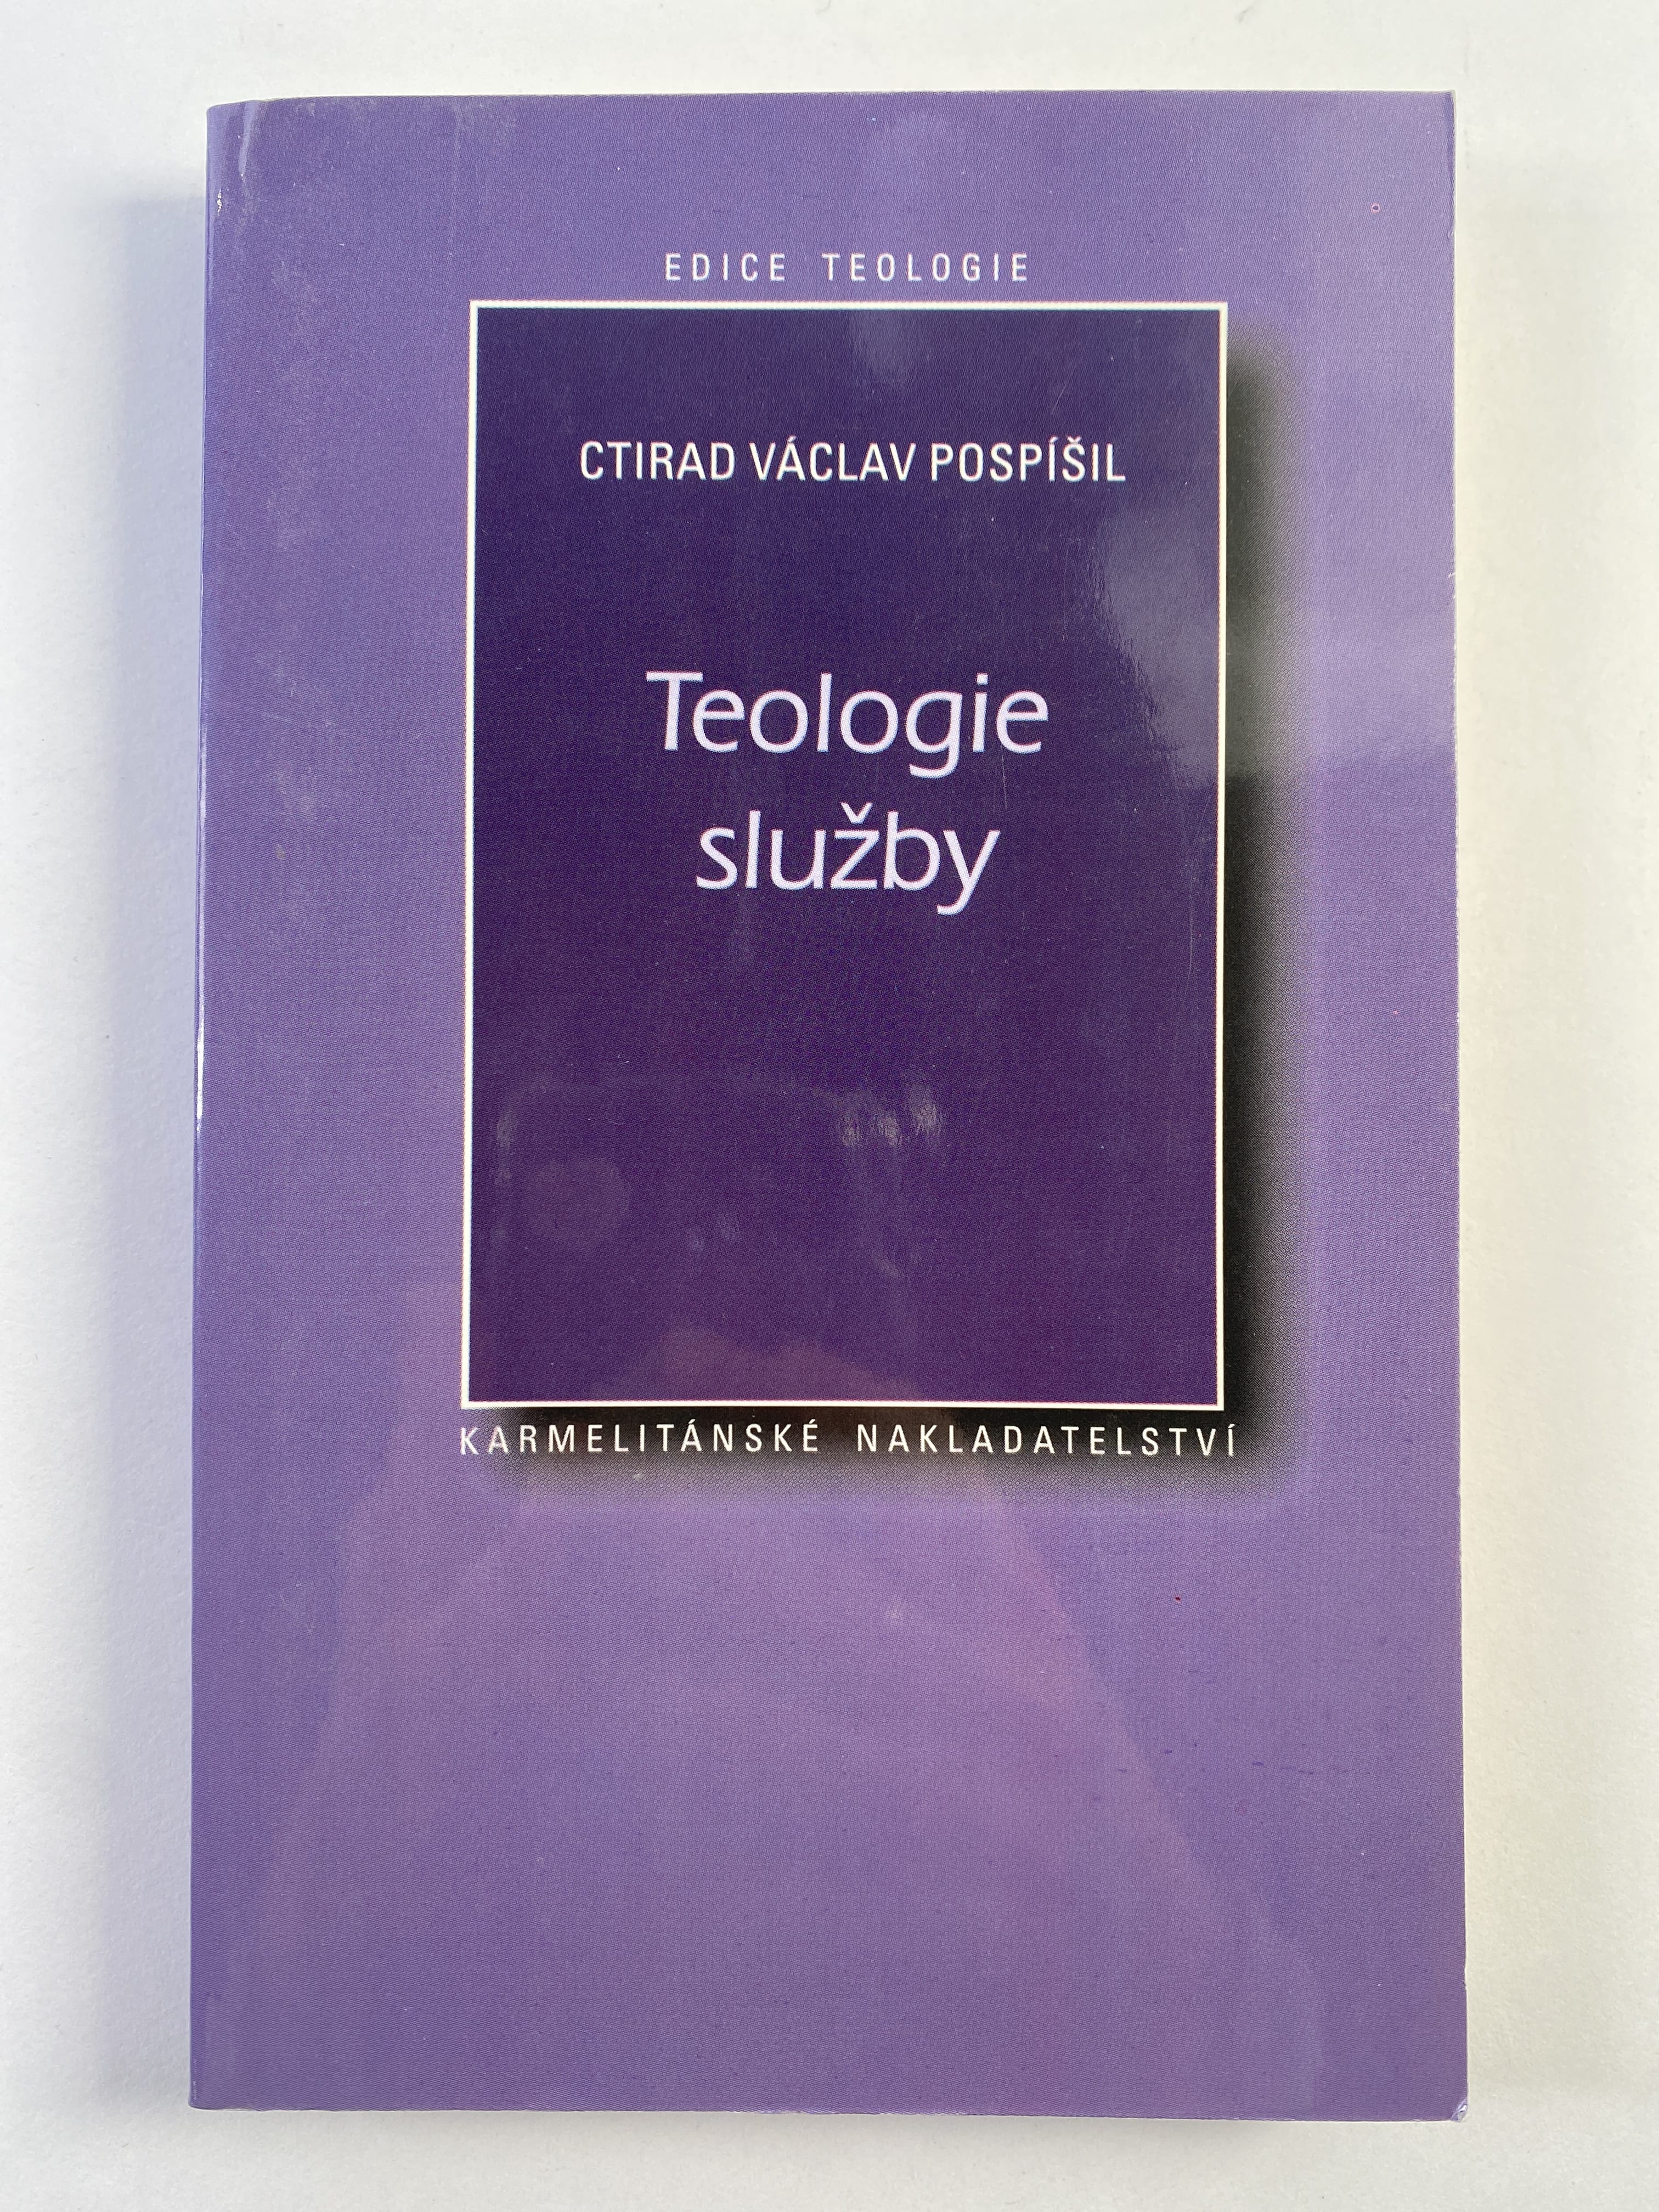 EDICE TEOLOGIE
CTIRAD VÁCLAV POSPÍŠIL
Teologie
služby
KARMELITÁNSKÉ NAKLADATELSTVÍ